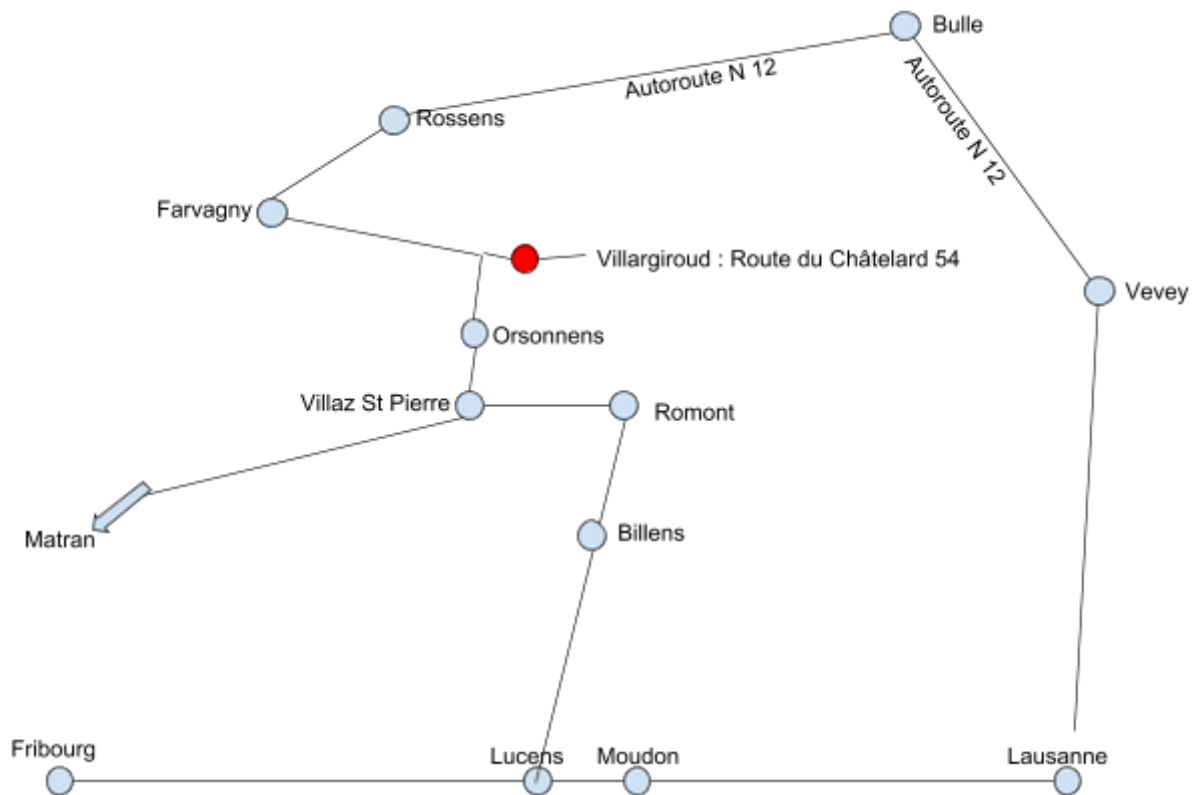 Bulle
Autoroute N 12
Autoroute N 12
Rossens
Farvagny
Villargiroud : Route du Châtelard 54
Vevey
Orsonnens
Villaz St Pierre
Romont
Billens
Matran
Fribourg
Lucens
Moudon
Lausanne